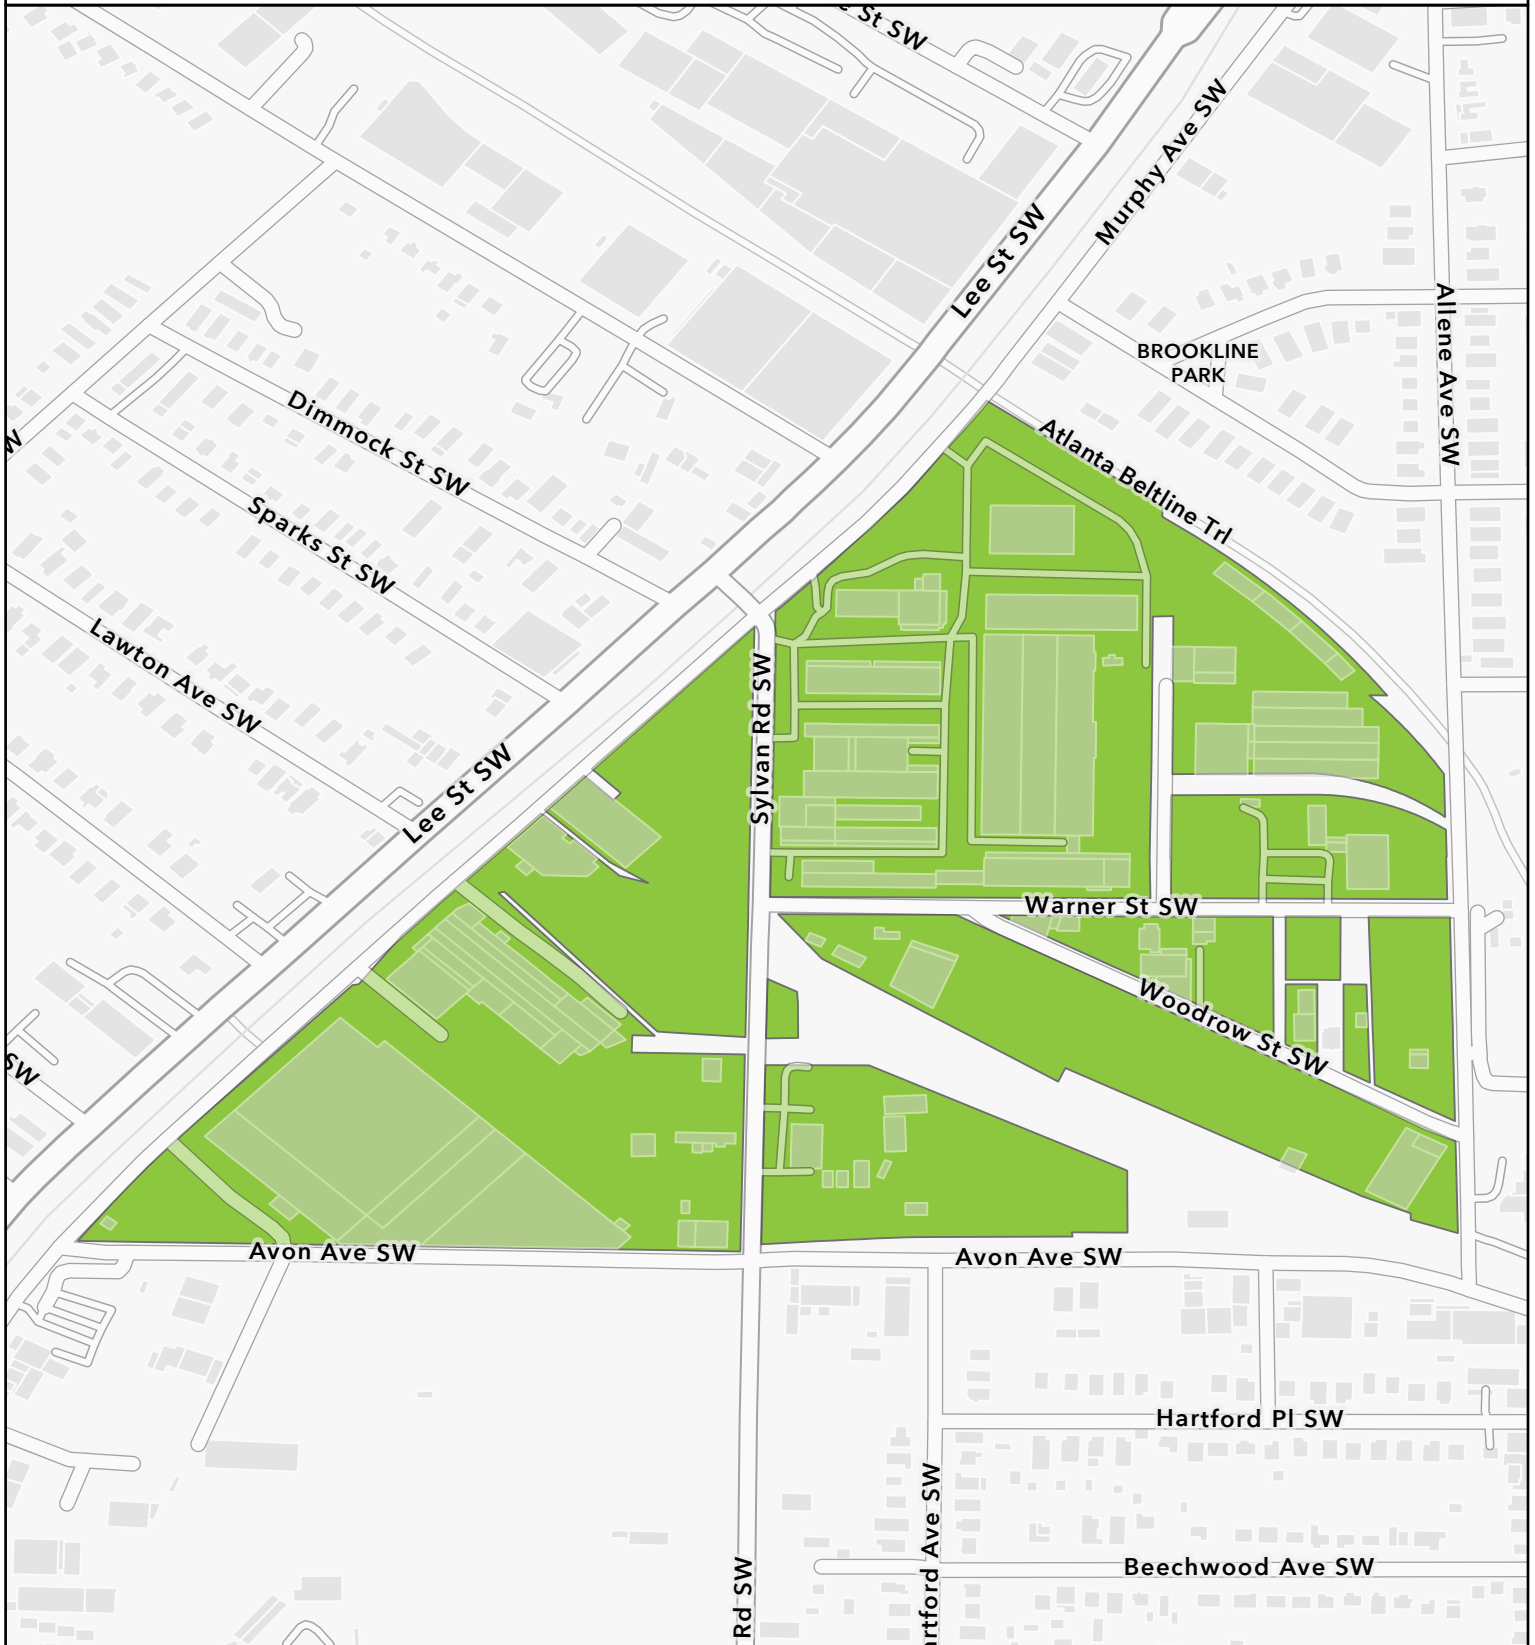 St SW
Murphy Ave SW
Lee St SW
BROOKLINE
PARK
Allene Ave SW
Dimmock St SW
Atlanta Beltline Trl
Sparks St SW
Lawton Ave SW
Sylvan Rd SW
Lee St SW
Warner St SW
Woodrow St SW
SW
Avon Ave SW
Avon Ave SW
Hartford Pl SW
artford Ave SW
Beechwood Ave SW
Rd SW